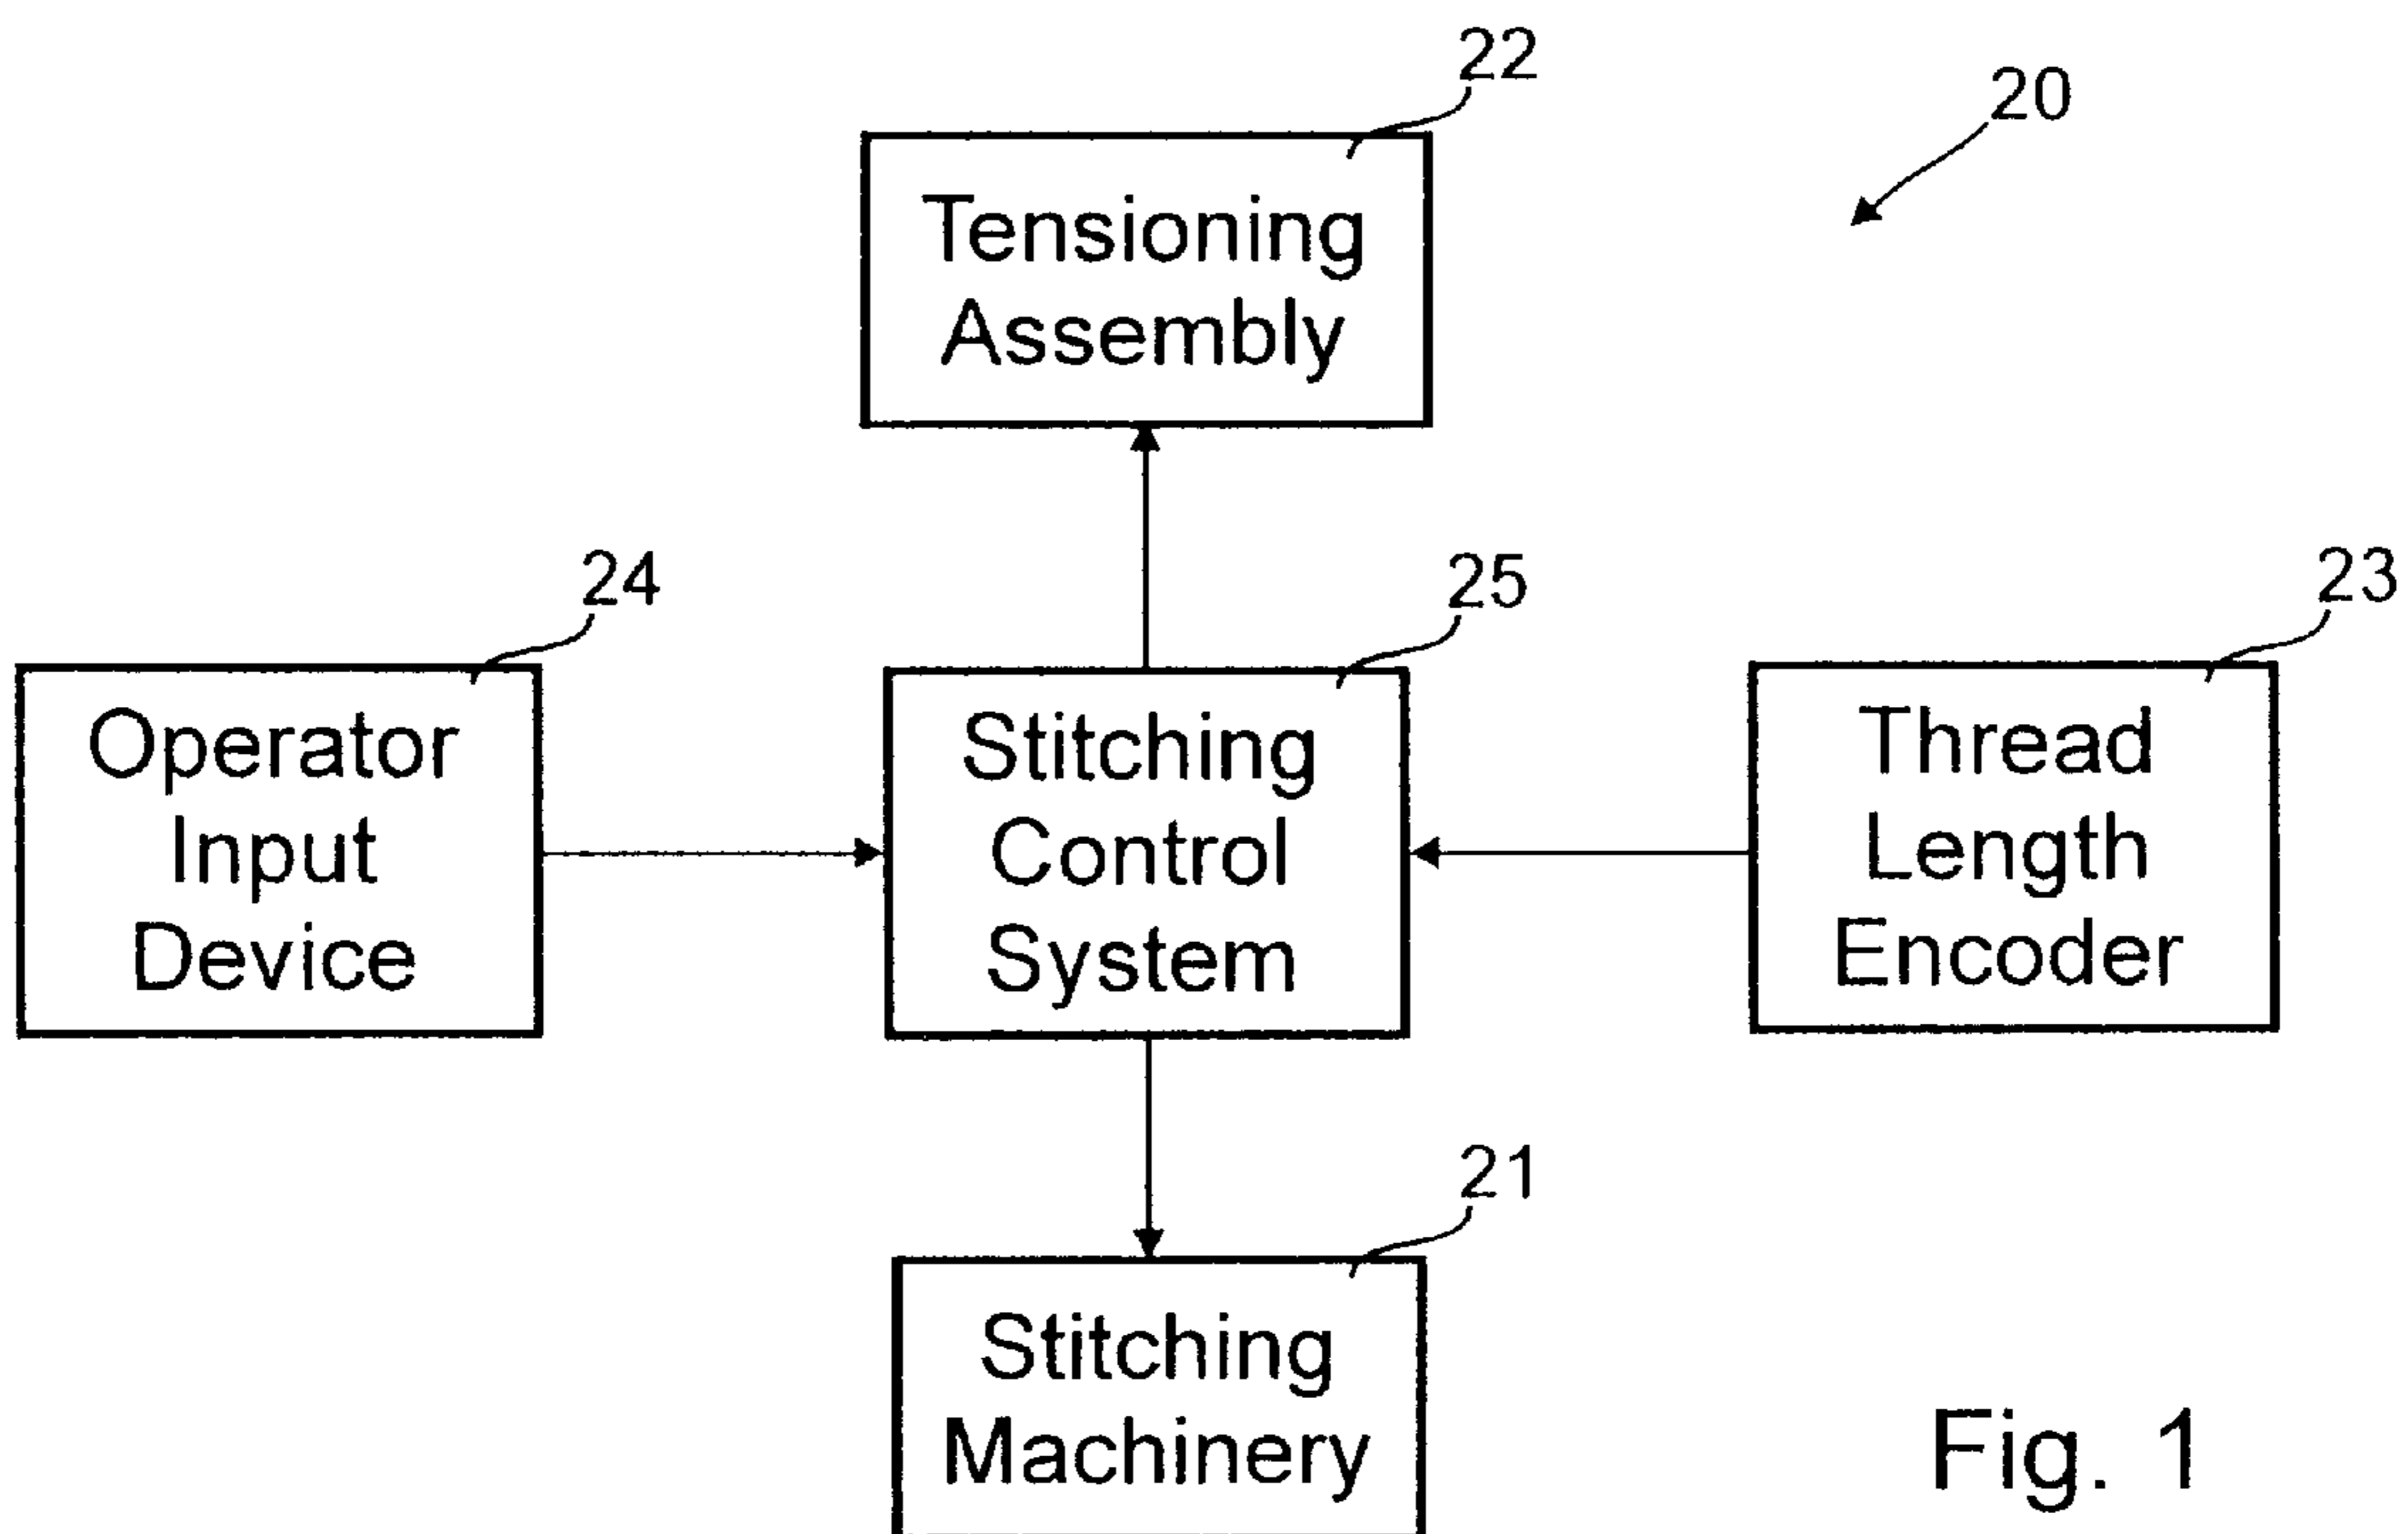 22
20
Tensioning
Assembly
24
25
23
Operator
Input
Device
Stitching
Control
System
Thread
Length
Encoder
21
Stitching
Machinery
Fig. 1